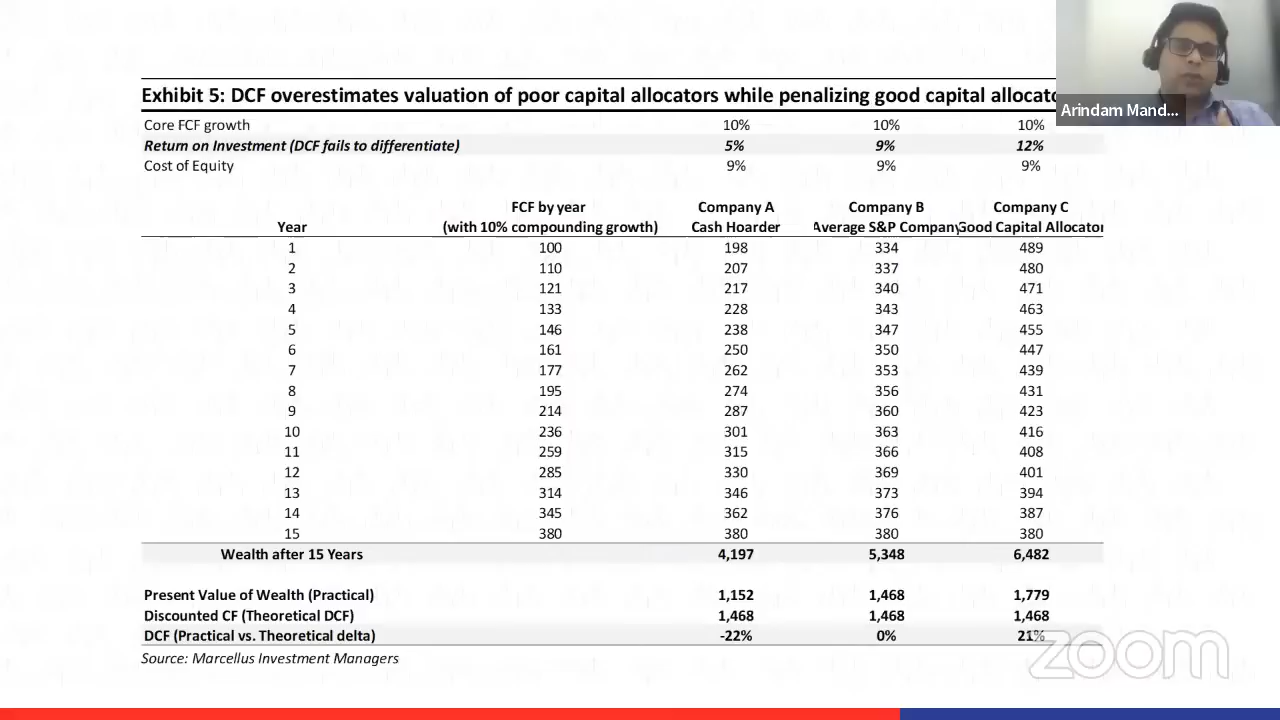 Exhibit 5: DCF overestimates valuation of poor capital allocators while penalizing good capital allocato
Arindam Mand...
Core FCF growth 10% 10% 10%
Return on Investment (DCF fails to differentiate) 5% 9% 12%
Cost of Equity 9% 9% 9%
FCF by year Company A Company B Company C
Year (with 10% compounding growth) Cash Hoarder Average S&P Company Good Capital Allocator
1 100 198 334 489
2 110 207 337 480
3 121 217 340 471
4 133 228 343 463
5 146 238 347 455
6 161 250 350 447
7 177 262 353 439
8 195 274 356 431
9 214 287 360 423
10 236 301 363 416
11 259 315 366 408
12 285 330 369 401
13 314 346 373 394
14 345 362 376 387
15 380 380 380 380
Wealth after 15 Years 4,197 5,348 6,482
Present Value of Wealth (Practical) 1,152 1,468 1,779
Discounted CF (Theoretical DCF) 1,468 1,468 1,468
DCF (Practical vs. Theoretical delta) -22% 0% 21%
Source: Marcellus Investment Managers
zoom